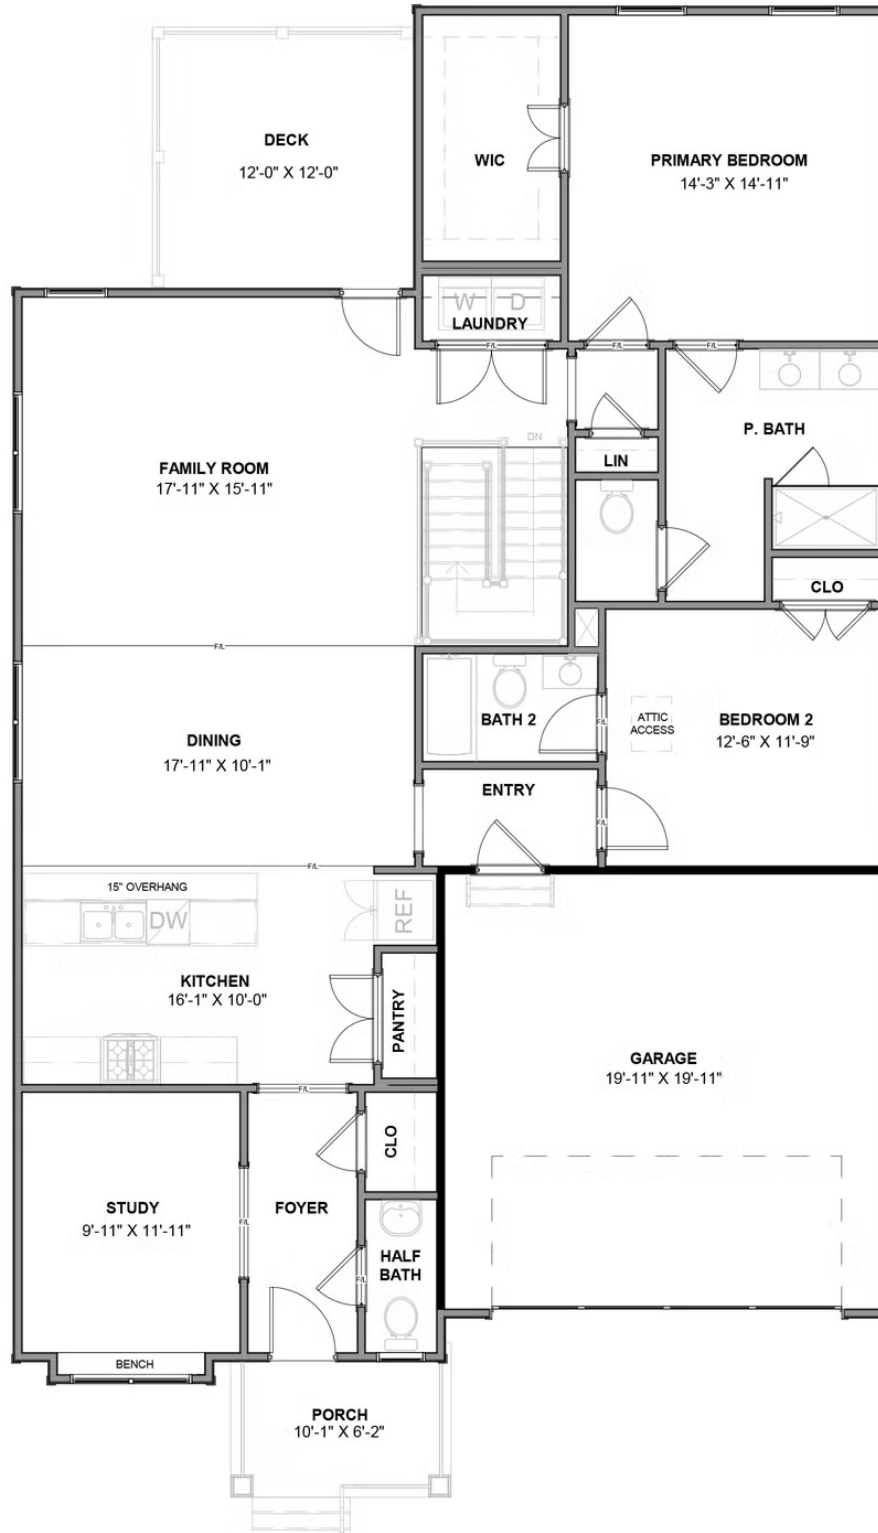 DECK
12'-0" X 12'-0"
WIC
PRIMARY BEDROOM
14'-3" X 14'-11"
W
D
LAUNDRY
F/L
F/L
F/L
P. BATH
DN
LIN
FAMILY ROOM
17'-11" X 15'-11"
CLO
F/L
BATH 2
F/L
ATTIC
ACCESS
BEDROOM 2
12'-6" X 11'-9"
DINING
17'-11" X 10'-1"
ENTRY
F/L
F/L
15" OVERHANG
DW
REF
KITCHEN
16'-1" X 10'-0"
PANTRY
GARAGE
19'-11" X 19'-11"
F/L
CLO
STUDY
9'-11" X 11'-11"
FOYER
F/L
HALF
BATH
F/L
BENCH
PORCH
10'-1" X 6'-2"